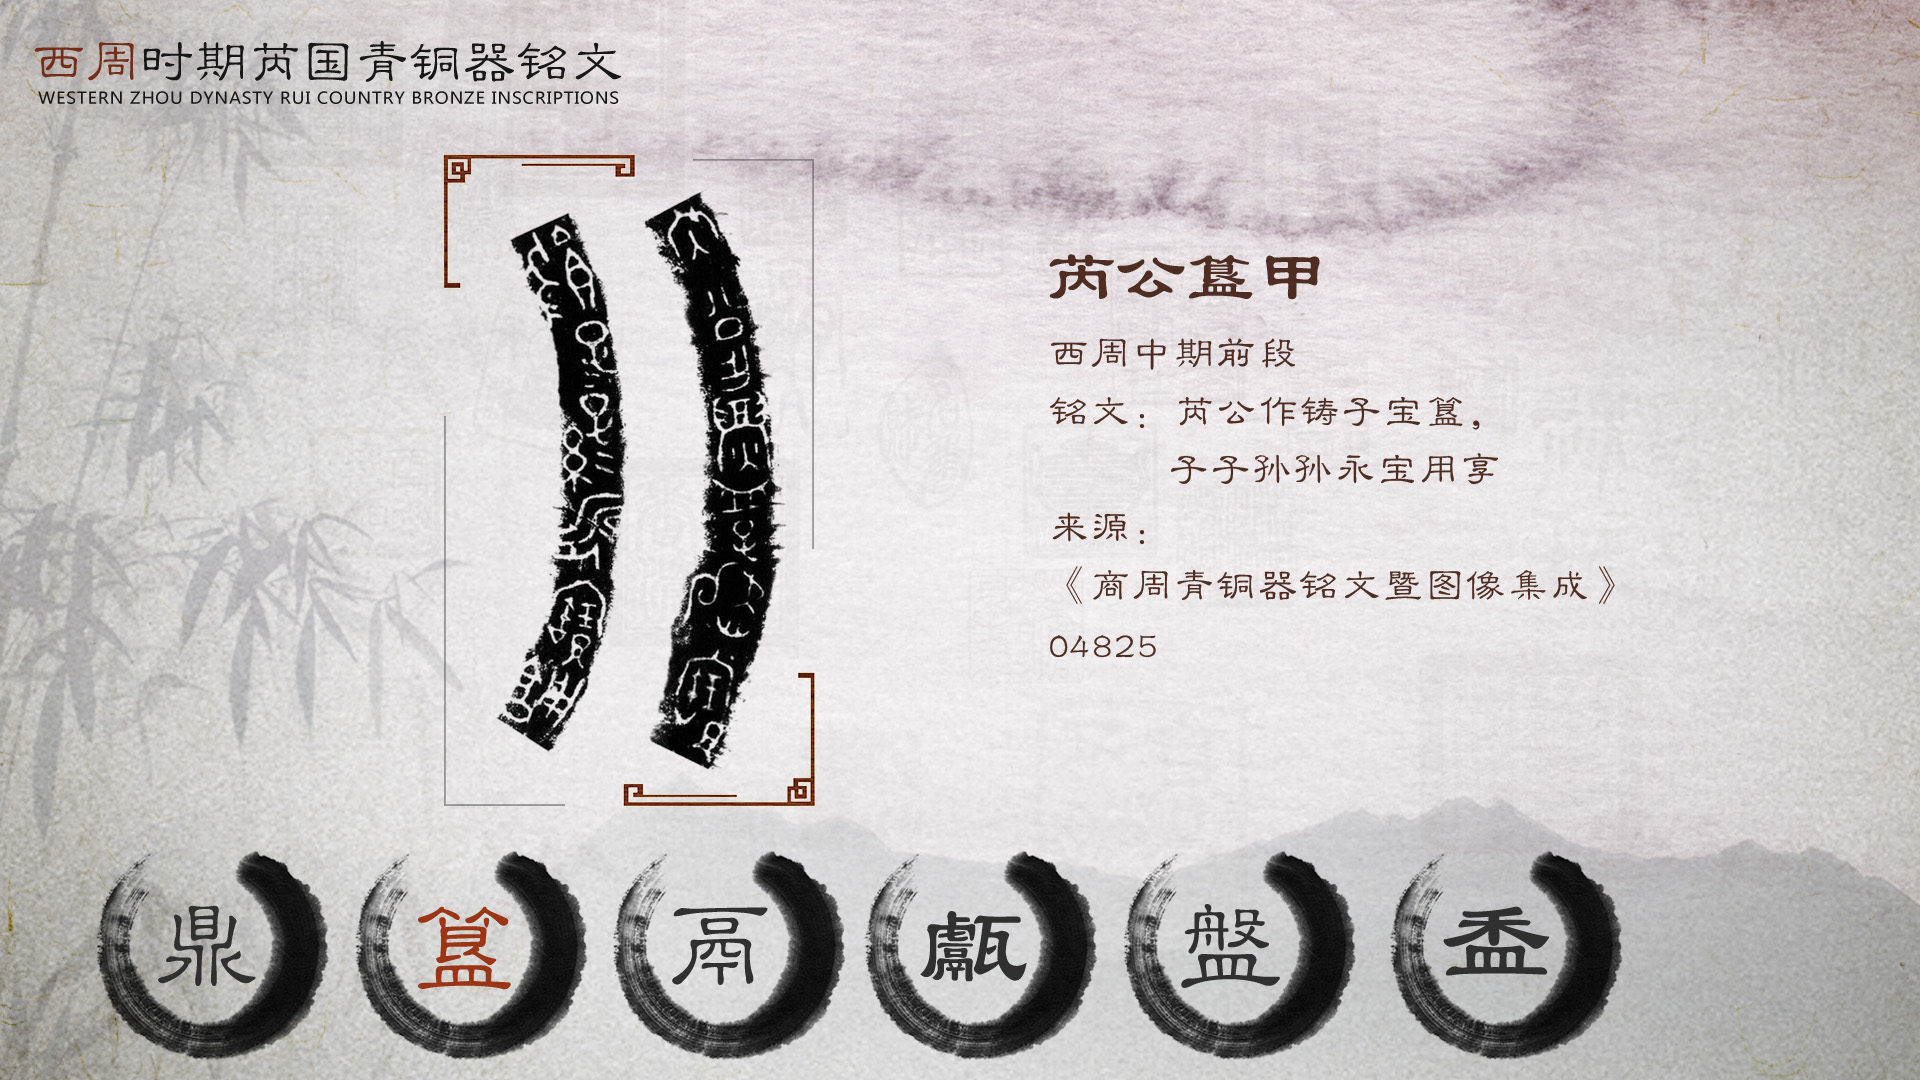 西周时期芮国青铜器铭文
WESTERN ZHOU DYNASTY RUI COUNTRY BRONZE INSCRIPTIONS
芮公簋甲
西周中期前段
铭文：芮公作铸子宝簋，
子子孙孙永宝用享
来源：
《商周青铜器铭文暨图像集成》
04825
鼎
簋
鬲
甗
盤
盉